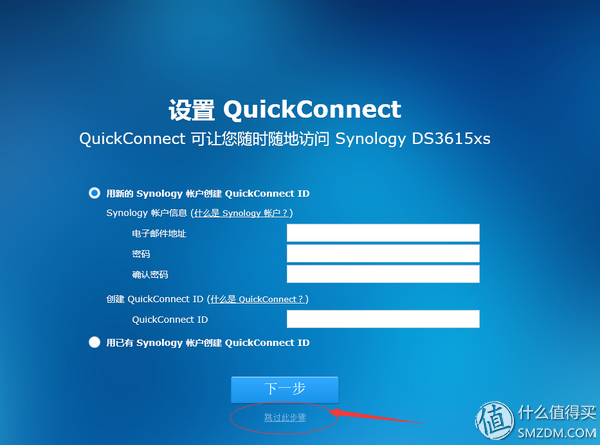 设置 QuickConnect
QuickConnect 可让您随时随地访问 Synology DS3615xs
用新的 Synology 帐户创建 QuickConnect ID
Synology 帐户信息 (什么是 Synology 帐户？)
电子邮件地址
密码
确认密码
创建 QuickConnect ID (什么是 QuickConnect？)
QuickConnect ID
用已有 Synology 帐户创建 QuickConnect ID
下一步
跳过此步骤
值 什么值得买
SMZDM.COM